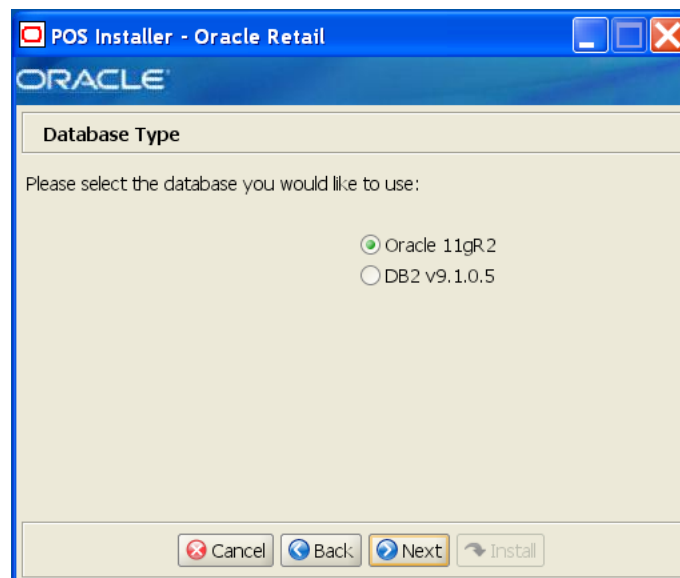 POS Installer - Oracle Retail
ORACLE
Database Type
Please select the database you would like to use:
Oracle 11gR2
DB2 v9.1.0.5
Cancel Back Next Install